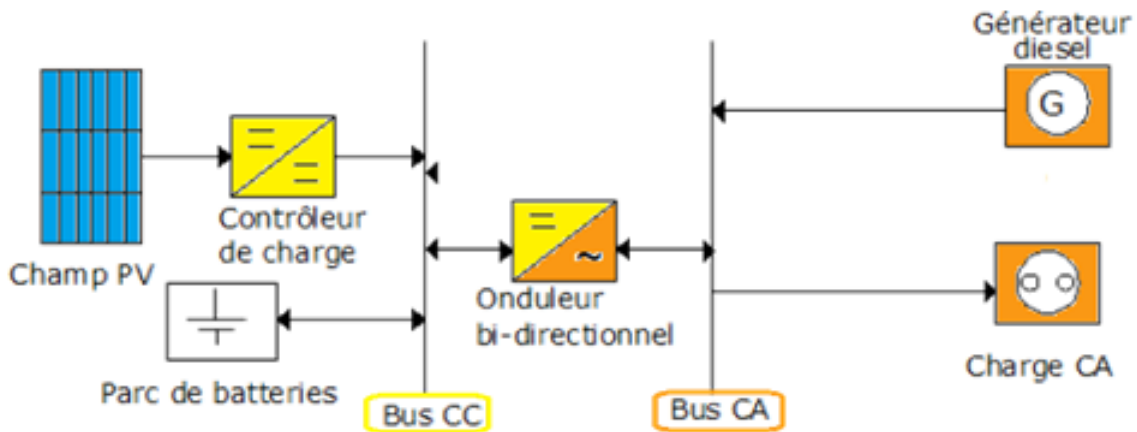 Générateur
diesel
G
Contrôleur
de charge
Champ PV
Onduleur
bi-directionnel
~
Parc de batteries
Charge CA
Bus CC
Bus CA